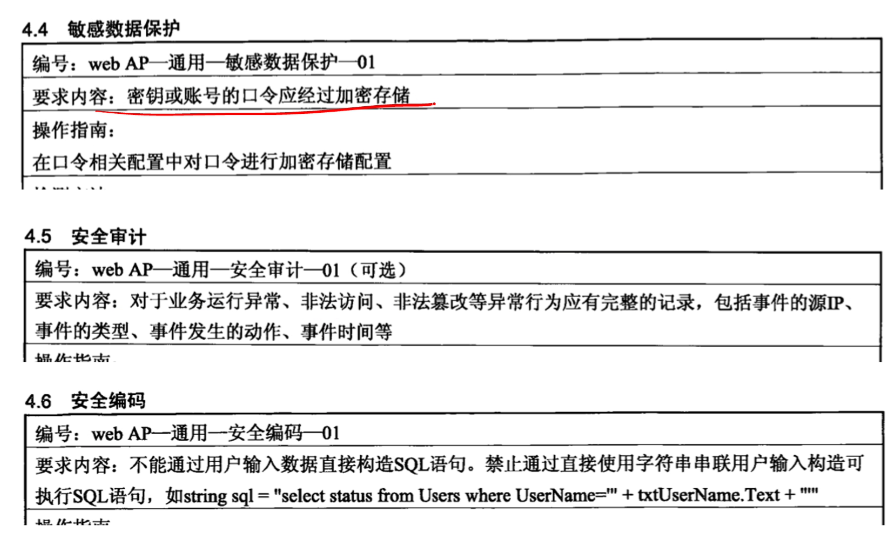 4.4 敏感数据保护
编号：web AP—通用—敏感数据保护—01
要求内容：密钥或账号的口令应经过加密存储
操作指南：
在口令相关配置中对口令进行加密存储配置
4.5 安全审计
编号：web AP—通用—安全审计—01（可选）
要求内容：对于业务运行异常、非法访问、非法篡改等异常行为应有完整的记录，包括事件的源IP、
事件的类型、事件发生的动作、事件时间等
4.6 安全编码
编号：web AP—通用—安全编码—01
要求内容：不能通过用户输入数据直接构造SQL语句。禁止通过直接使用字符串串联用户输入构造可
执行SQL语句，如string sql = "select status from Users where UserName='" + txtUserName.Text + "'"